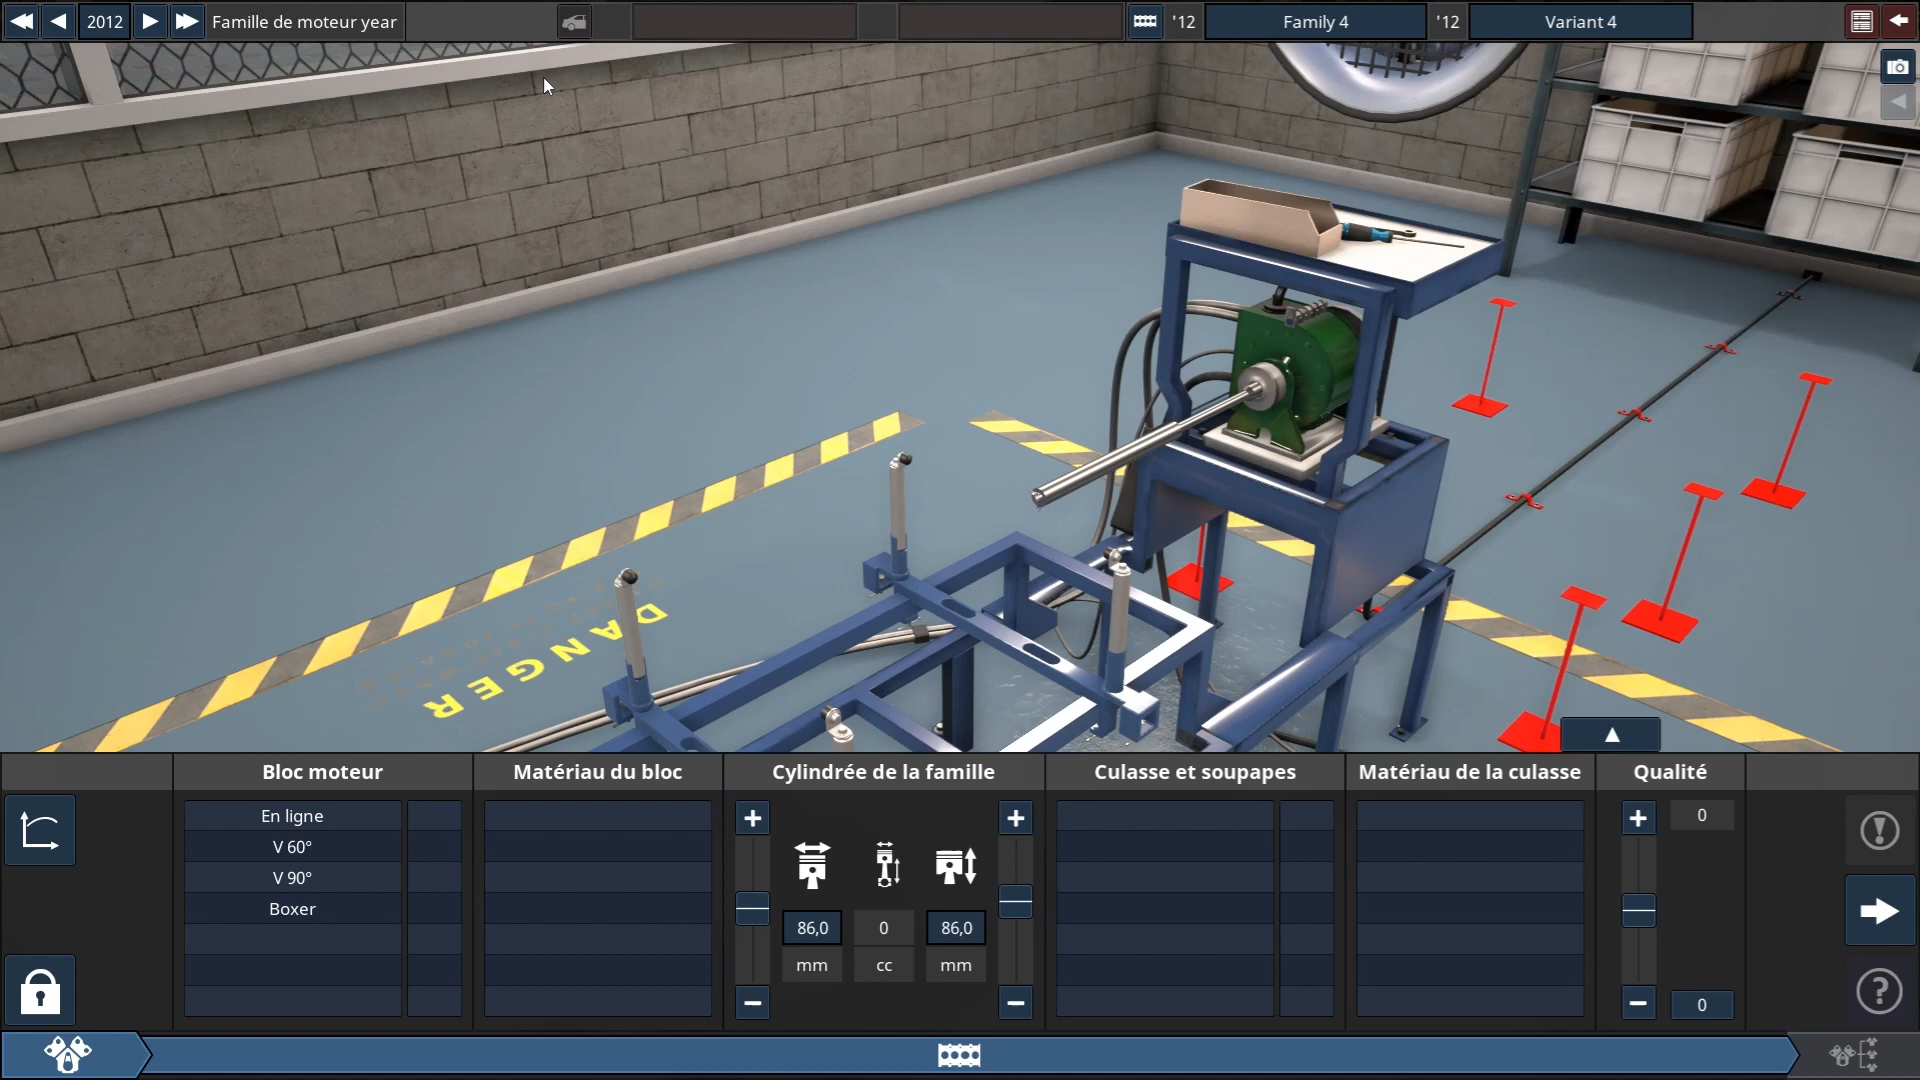 2012
Famille de moteur year
'12
Family 4
'12
Variant 4
DANGER
Bloc moteur
Matériau du bloc
Cylindrée de la famille
Culasse et soupapes
Matériau de la culasse
Qualité
En ligne
V 60°
V 90°
Boxer
86,0
0
86,0
mm
cc
mm
0
0